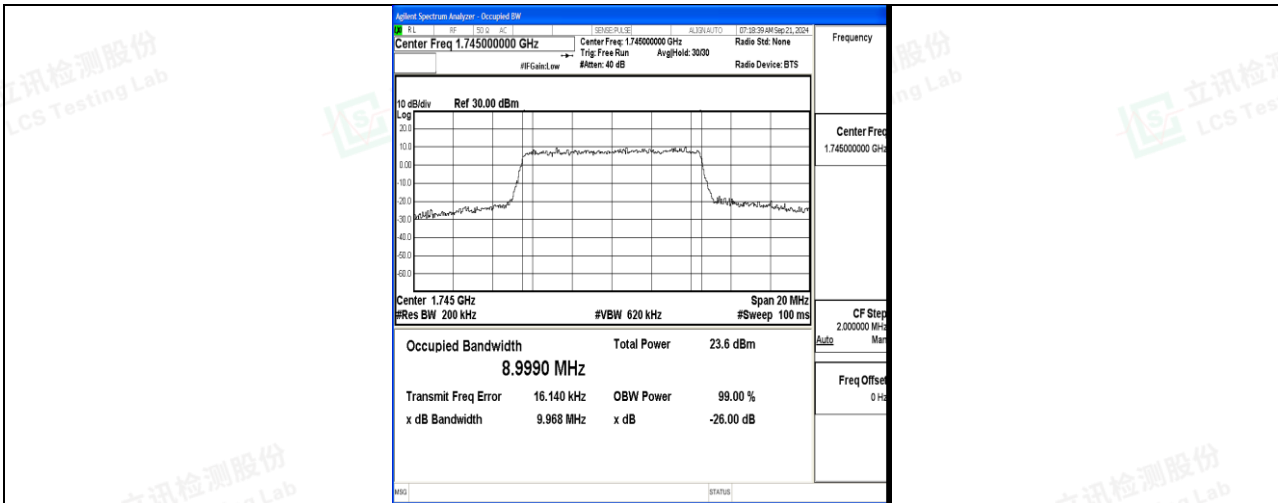 Agilent Spectrum Analyzer - Occupied BW
RL RF 50 Ω AC SENSE:PULSE ALIGN AUTO 07:18:39 AM Sep 21, 2024
Center Freq 1.745000000 GHz
Center Freq: 1.745000000 GHz
Radio Std: None
Trig: Free Run Avg|Hold: 30/30
#IFGain:Low #Atten: 40 dB
Radio Device: BTS
Frequency
10 dB/div Ref 30.00 dBm
Log
20.0
10.0
0.00
-10.0
-20.0
-30.0
-40.0
-50.0
-60.0
Center 1.745 GHz Span 20 MHz
#Res BW 200 kHz #VBW 620 kHz #Sweep 100 ms
Occupied Bandwidth Total Power 23.6 dBm
8.9990 MHz
Transmit Freq Error 16.140 kHz OBW Power 99.00 %
x dB Bandwidth 9.968 MHz x dB -26.00 dB
Center Freq
1.745000000 GHz
CF Step
2.000000 MHz
Auto Man
Freq Offset
0 Hz
MSG STATUS
立讯检测股份
LCS Testing Lab